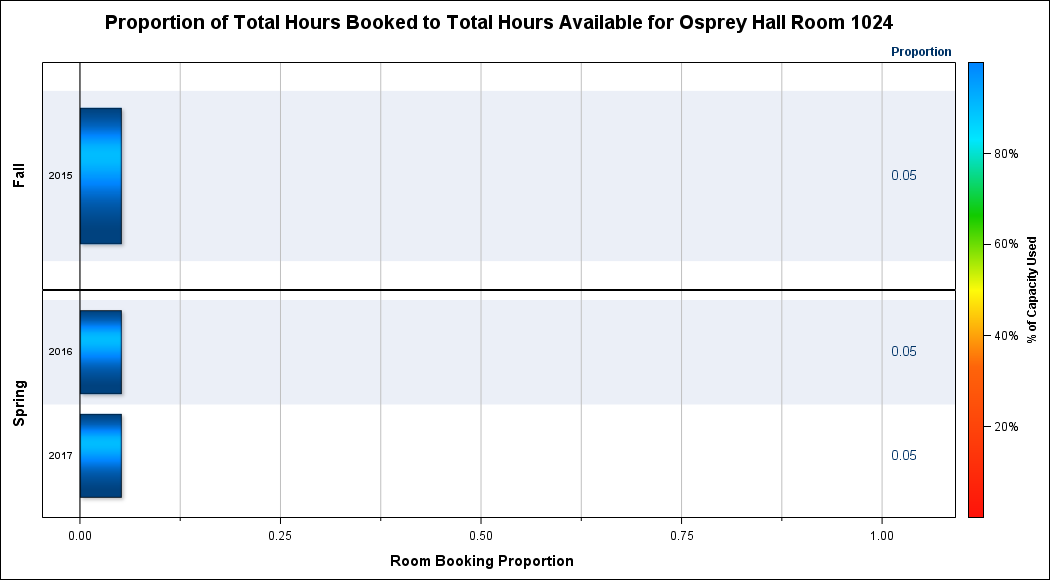 Proportion of Total Hours Booked to Total Hours Available for Osprey Hall Room 1024
Proportion
Fall
2015
0.05
Spring
2016
0.05
2017
0.05
0.00 0.25 0.50 0.75 1.00
Room Booking Proportion
80%
60%
40%
20%
% of Capacity Used